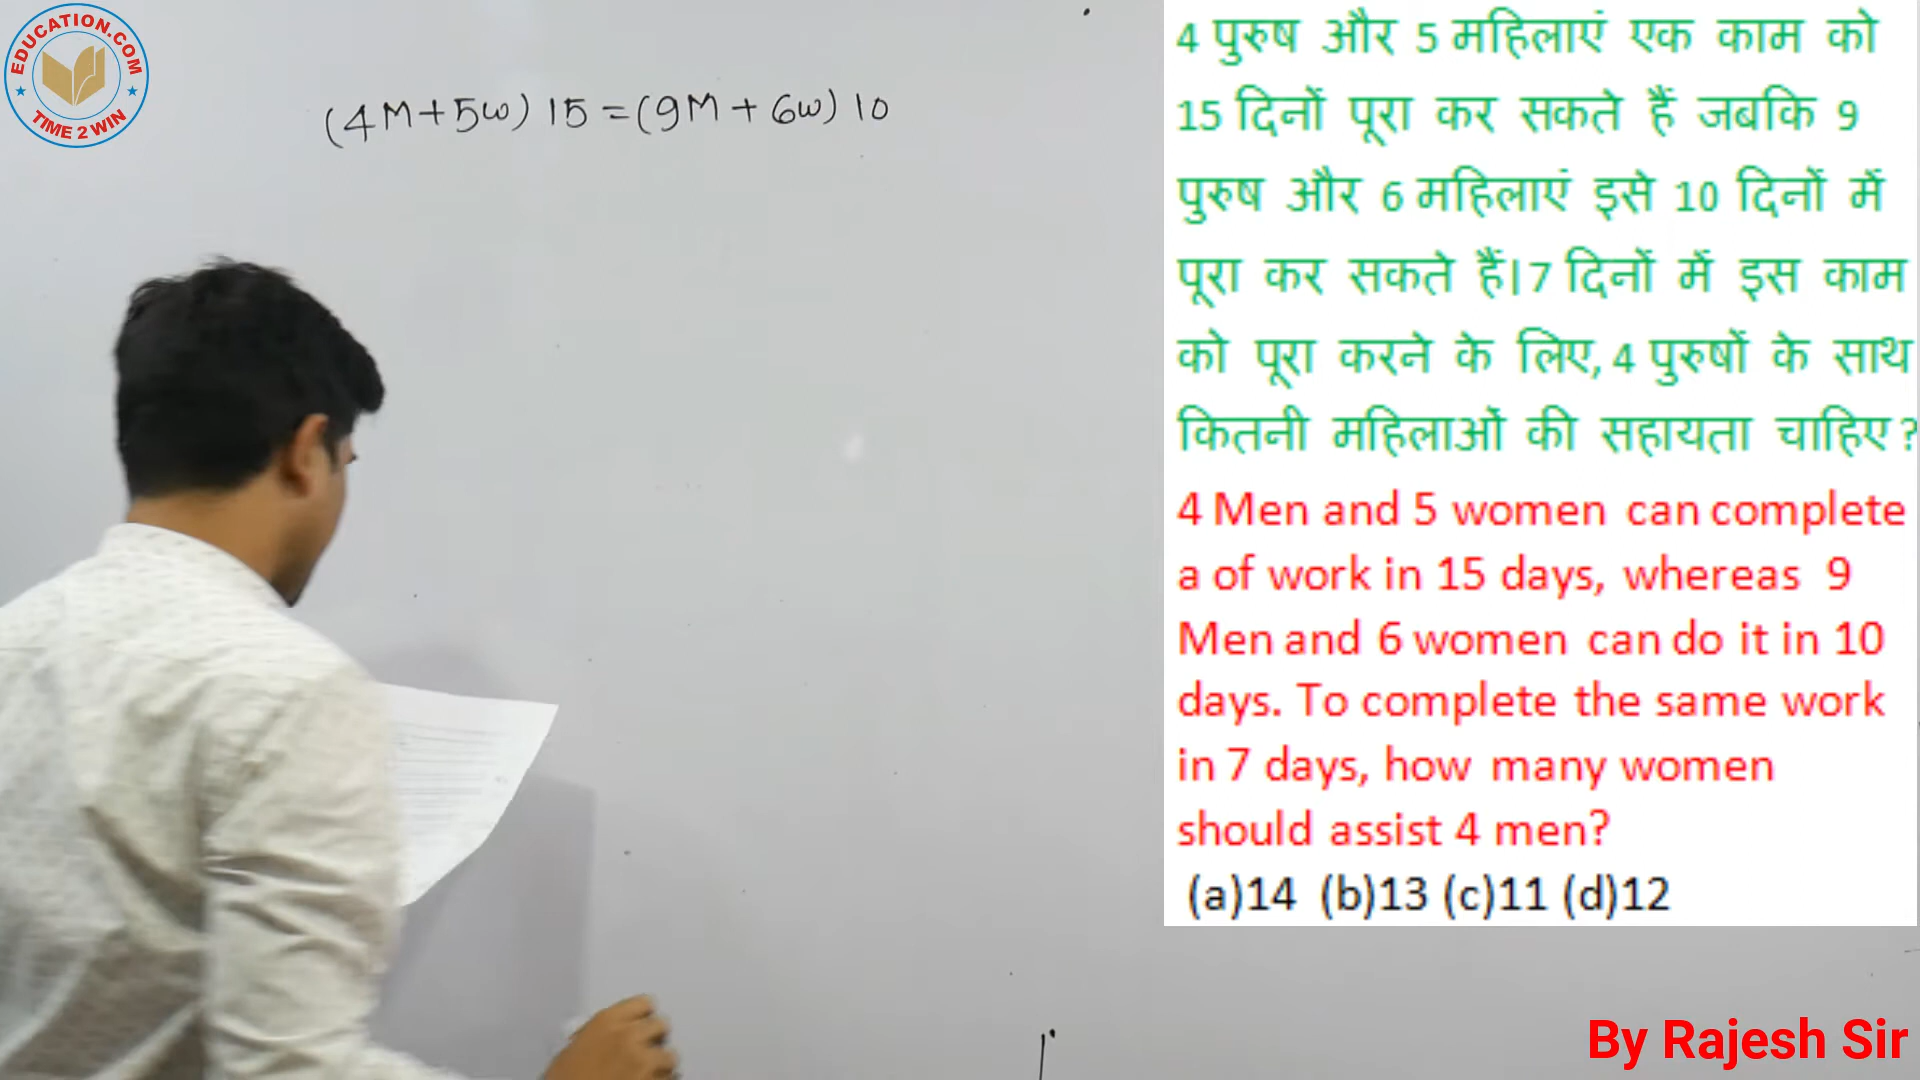 EDUCATION.COM
TIME 2 WIN
(4M+5w) 15 = (9M + 6w) 10
4 पुरुष और 5 महिलाएं एक काम को
15 दिनों पूरा कर सकते हैं जबकि 9
पुरुष और 6 महिलाएं इसे 10 दिनों में
पूरा कर सकते हैं।7 दिनों में इस काम
को पूरा करने के लिए, 4 पुरुषों के साथ
कितनी महिलाओं की सहायता चाहिए?
4 Men and 5 women can complete
a of work in 15 days, whereas 9
Men and 6 women can do it in 10
days. To complete the same work
in 7 days, how many women
should assist 4 men?
(a)14 (b)13 (c)11 (d)12
By Rajesh Sir